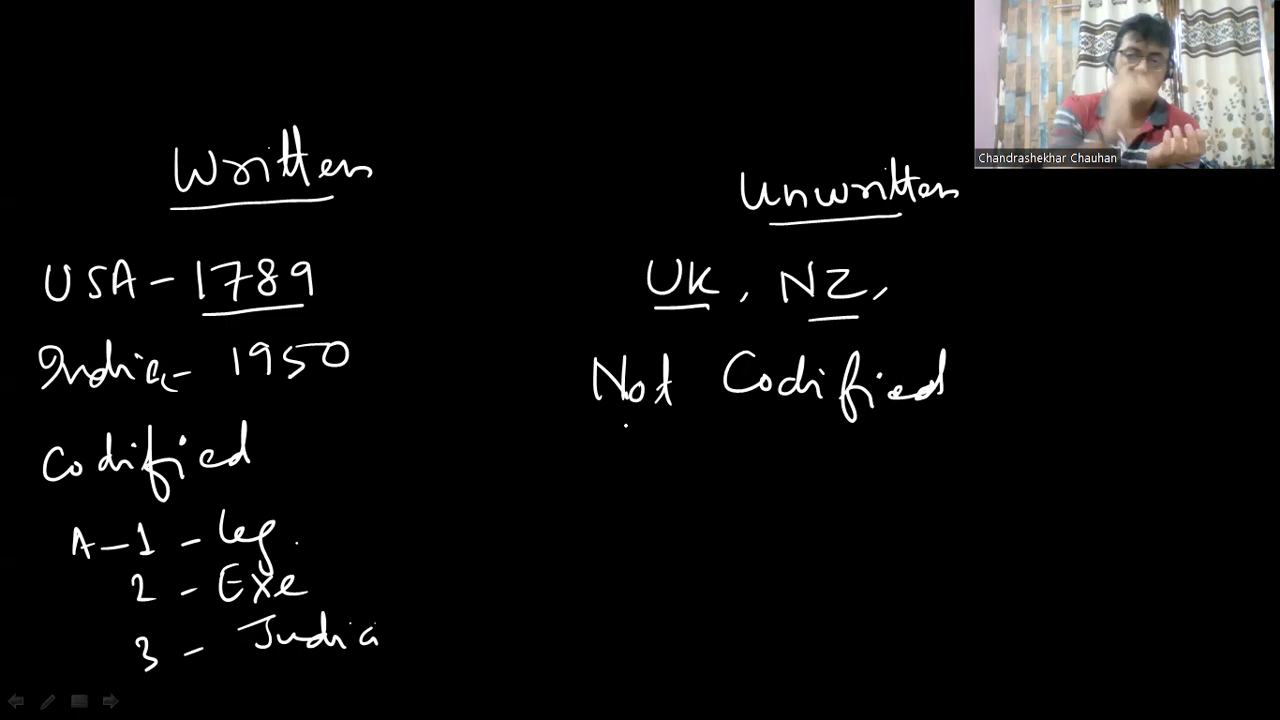 Chandrashekhar Chauhan
Written
USA - 1789
India - 1950
Codified
A - 1 - Leg.
2 - Exe
3 - Judici
Unwritten
UK, NZ,
Not Codified